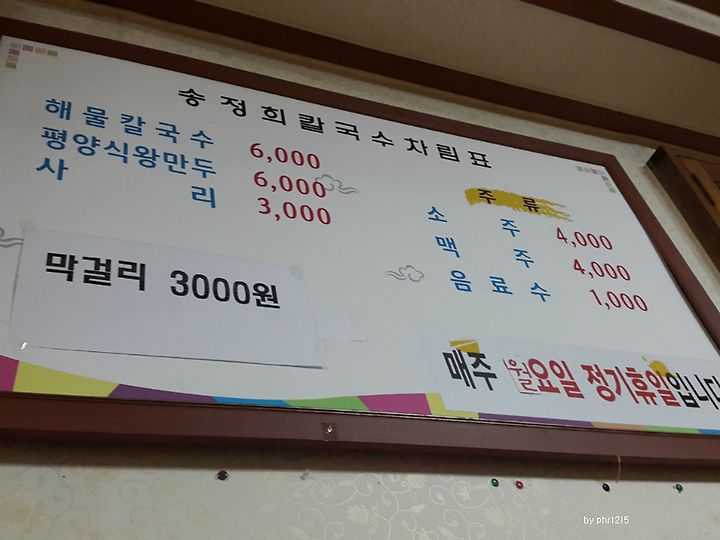 송정희칼국수차림표
해물칼국수 6,000
평양식왕만두 6,000
사리 3,000
막걸리 3000원
주류
소주 4,000
맥주 4,000
음료수 1,000
매주 월요일 정기휴일입니다
by phr1215